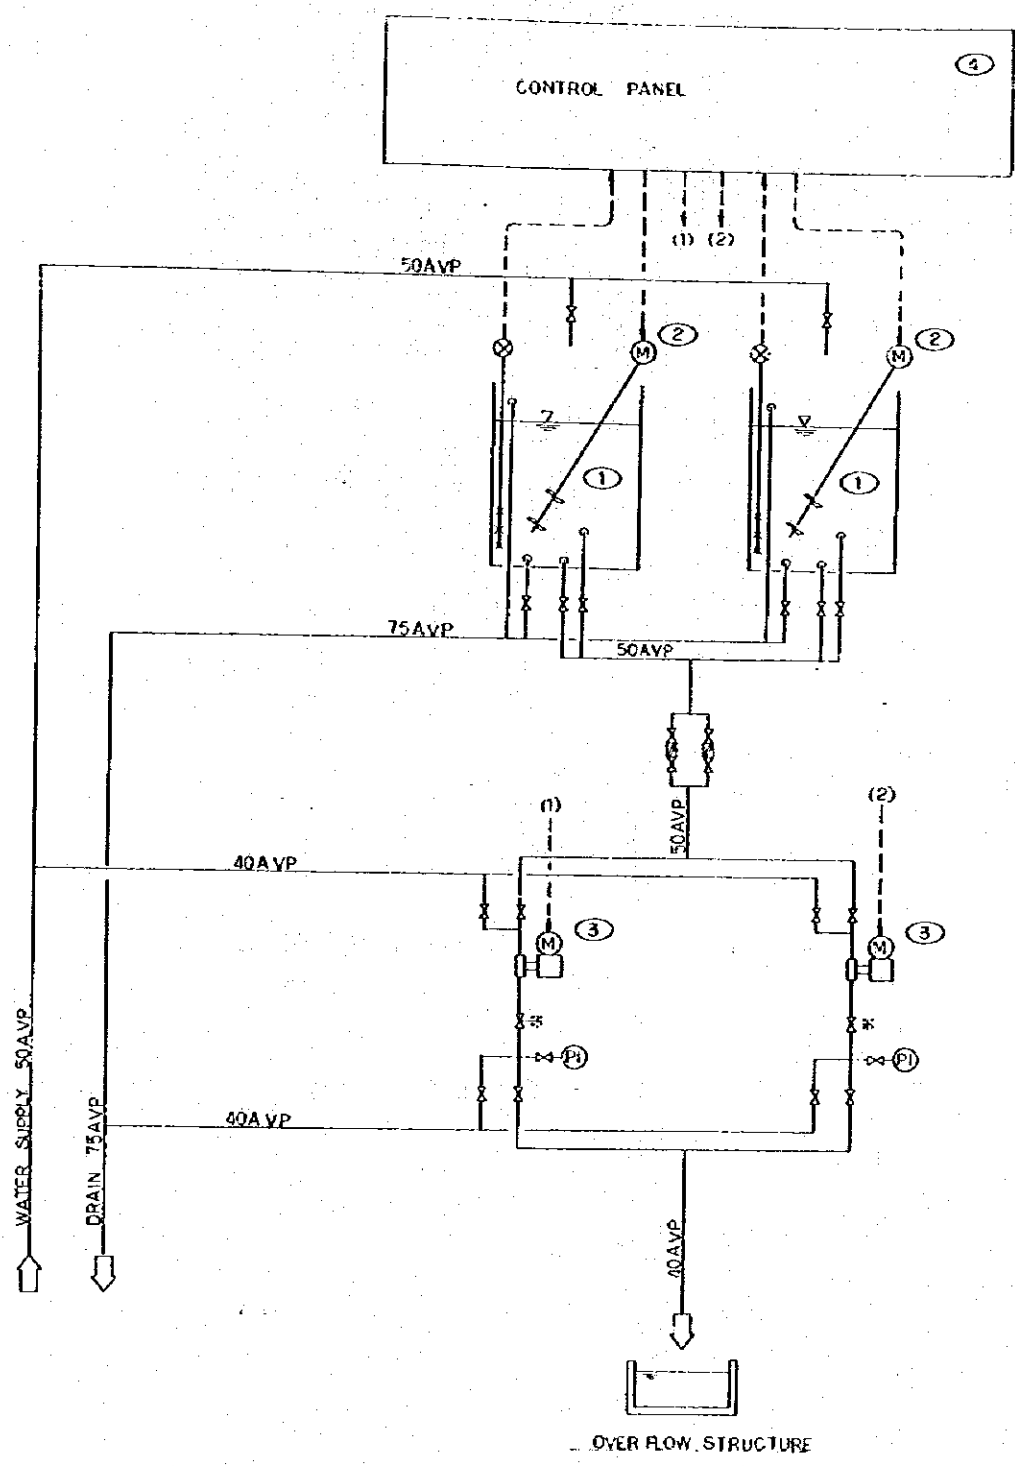 4
CONTROL PANEL
(1) (2)
50AVP
2
2
M
M
1
1
75AVP
50AVP
(1)
(2)
50AVP
40AVP
3
3
M
M
PI
PI
WATER SUPPLY 50AVP
DRAIN 75AVP
40AVP
40AVP
OVER FLOW STRUCTURE